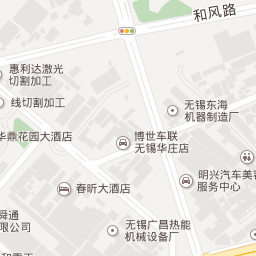 和风路
惠利达激光
切割加工
线切割加工
无锡东海
机器制造厂
华鼎花园大酒店
博世车联
无锡华庄店
明兴汽车美容
服务中心
春昕大酒店
舜通
限公司
无锡广昌热能
机械设备厂